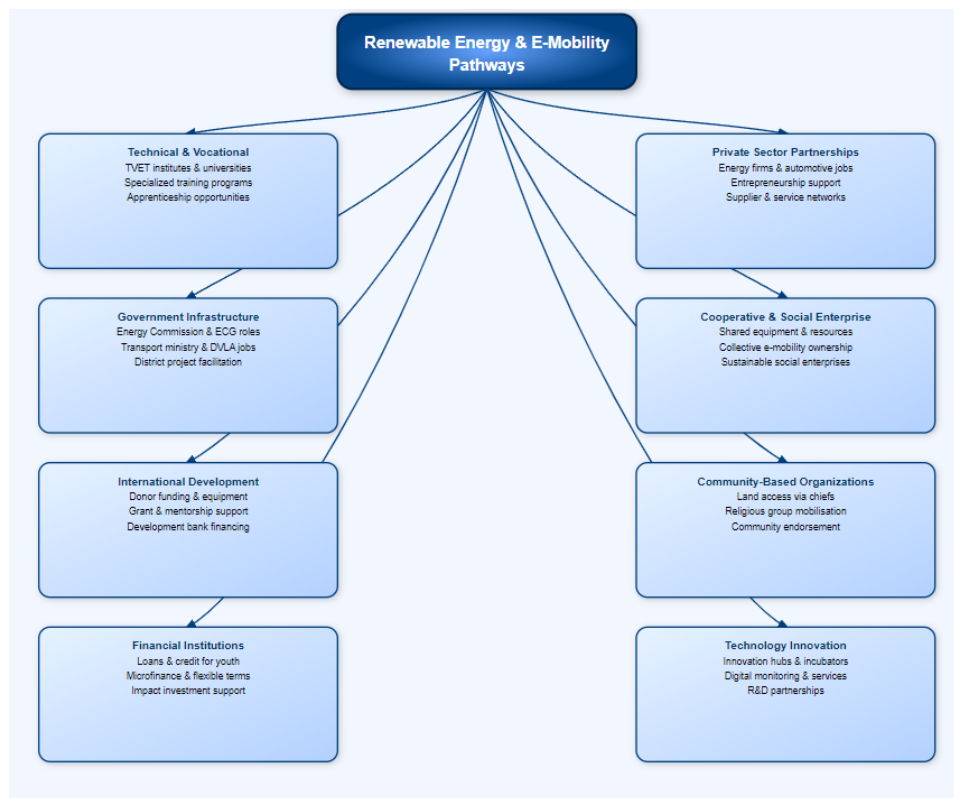 Renewable Energy & E-Mobility
Pathways
Technical & Vocational
TVET institutes & universities
Specialized training programs
Apprenticeship opportunities
Private Sector Partnerships
Energy firms & automotive jobs
Entrepreneurship support
Supplier & service networks
Government Infrastructure
Energy Commission & ECG roles
Transport ministry & DVLA jobs
District project facilitation
Cooperative & Social Enterprise
Shared equipment & resources
Collective e-mobility ownership
Sustainable social enterprises
International Development
Donor funding & equipment
Grant & mentorship support
Development bank financing
Community-Based Organizations
Land access via chiefs
Religious group mobilisation
Community endorsement
Financial Institutions
Loans & credit for youth
Microfinance & flexible terms
Impact investment support
Technology Innovation
Innovation hubs & incubators
Digital monitoring & services
R&D partnerships